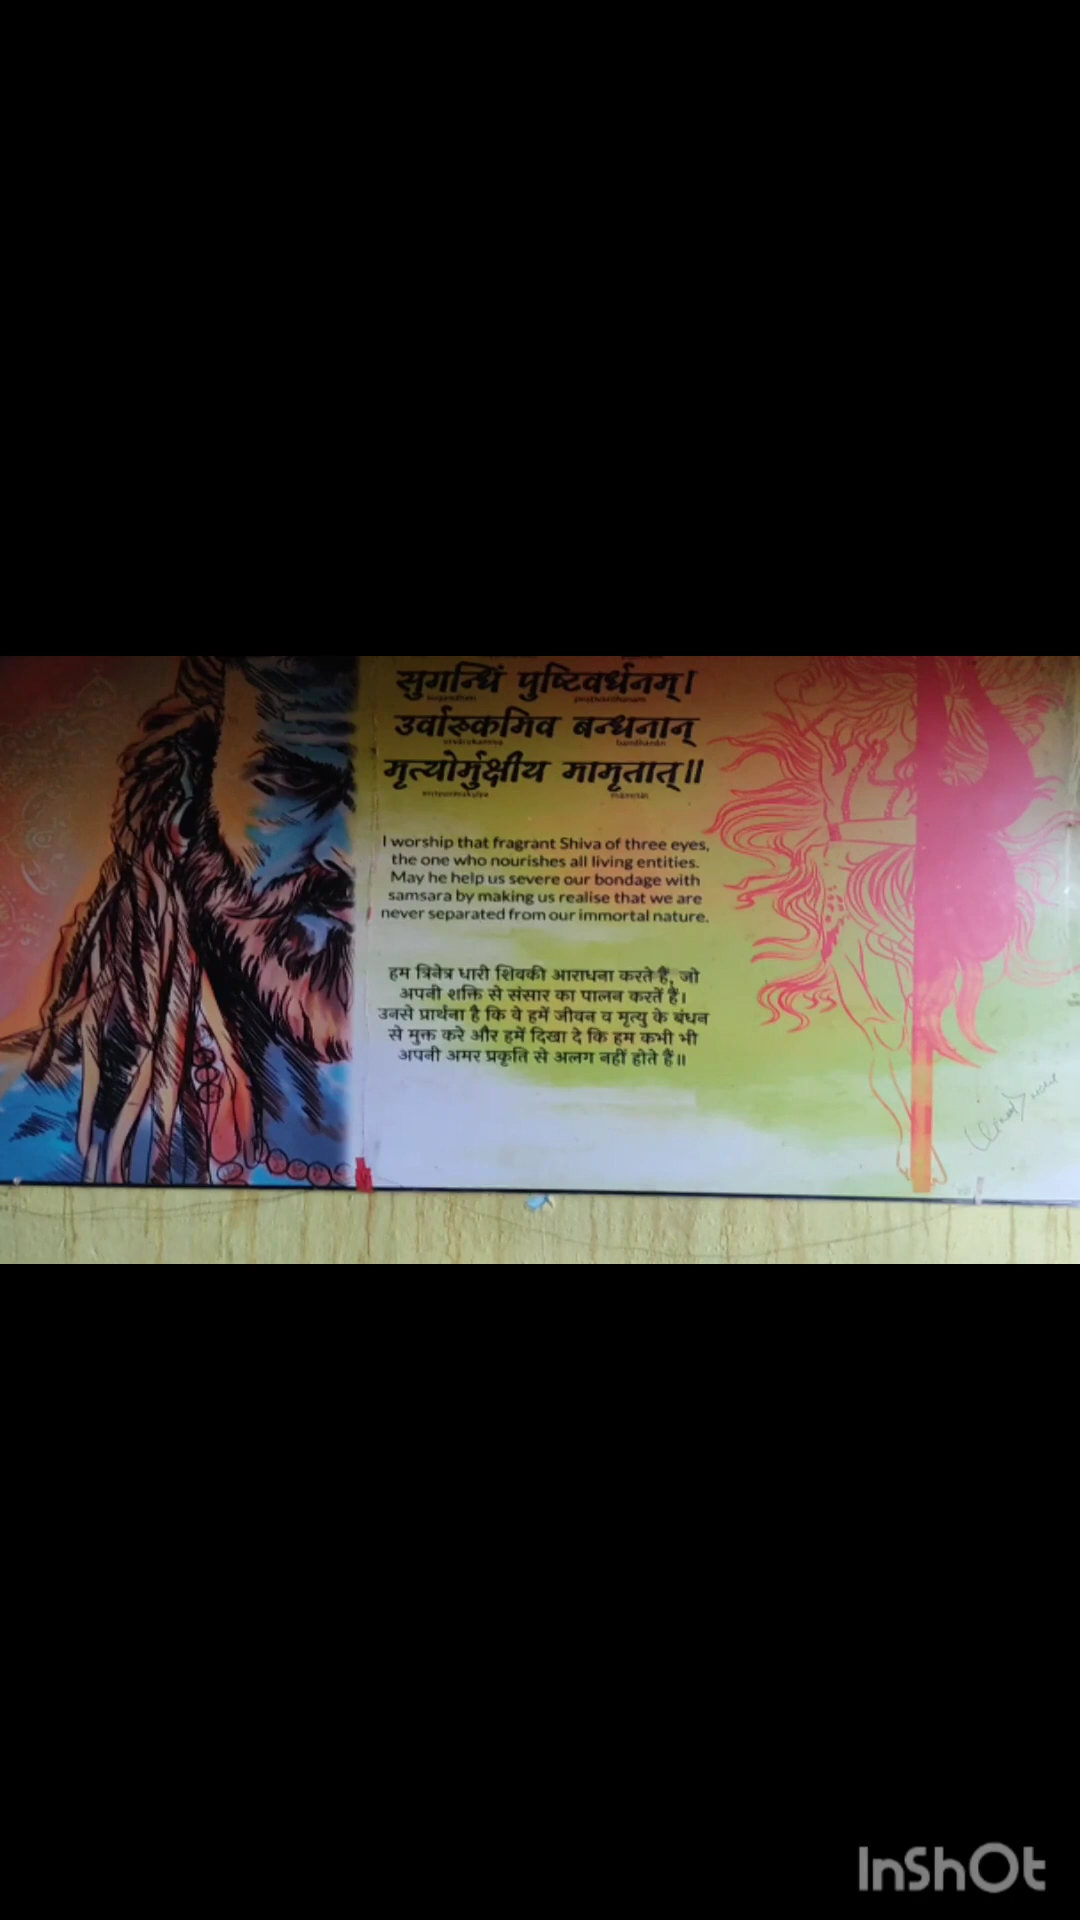 सुगन्धिं पुष्टिवर्धनम्।
उर्वारुकमिव बन्धनान्
मृत्योर्मुक्षीय मामृतात्॥
I worship that fragrant Shiva of three eyes,
the one who nourishes all living entities.
May he help us severe our bondage with
samsara by making us realise that we are
never separated from our immortal nature.
हम त्रिनेत्र धारी शिवकी आराधना करते हैं, जो
अपनी शक्ति से संसार का पालन करतें हैं।
उनसे प्रार्थना है कि वे हमें जीवन व मृत्यु के बंधन
से मुक्त करे और हमें दिखा दे कि हम कभी भी
अपनी अमर प्रकृति से अलग नहीं होते हैं॥
InShOt